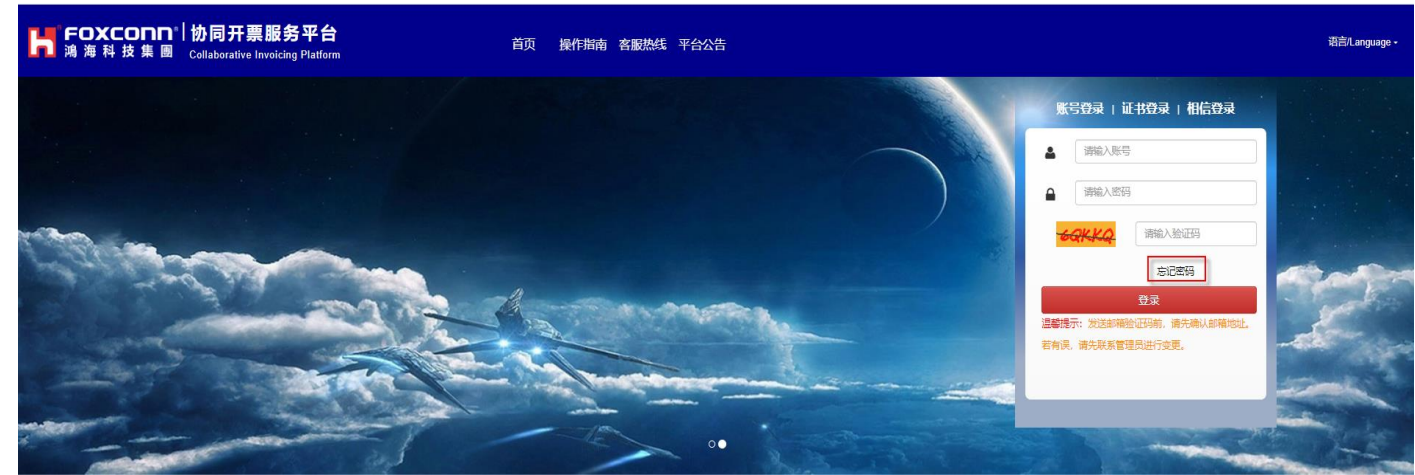 FOXCONN® 协同开票服务平台
鴻海科技集團 Collaborative Invoicing Platform
首页 操作指南 客服热线 平台公告
语言/Language
账号登录 | 证书登录 | 相信登录
请输入账号
请输入密码
6QKKQ 请输入验证码
忘记密码
登录
温馨提示：发送邮箱验证码前，请先确认邮箱地址。
若有误，请先联系管理员进行变更。